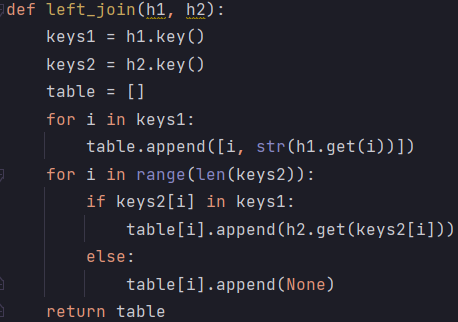 def left_join(h1, h2):
    keys1 = h1.key()
    keys2 = h2.key()
    table = []
    for i in keys1:
        table.append([i, str(h1.get(i))])
    for i in range(len(keys2)):
        if keys2[i] in keys1:
            table[i].append(h2.get(keys2[i]))
        else:
            table[i].append(None)
    return table